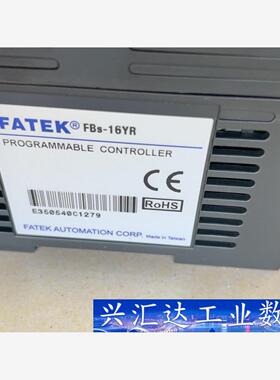 FATEK® FBs-16YR
PROGRAMMABLE CONTROLLER
CE
RoHS
E350540C1279
FATEK AUTOMATION CORP. Made in Taiwan
兴汇达工业数